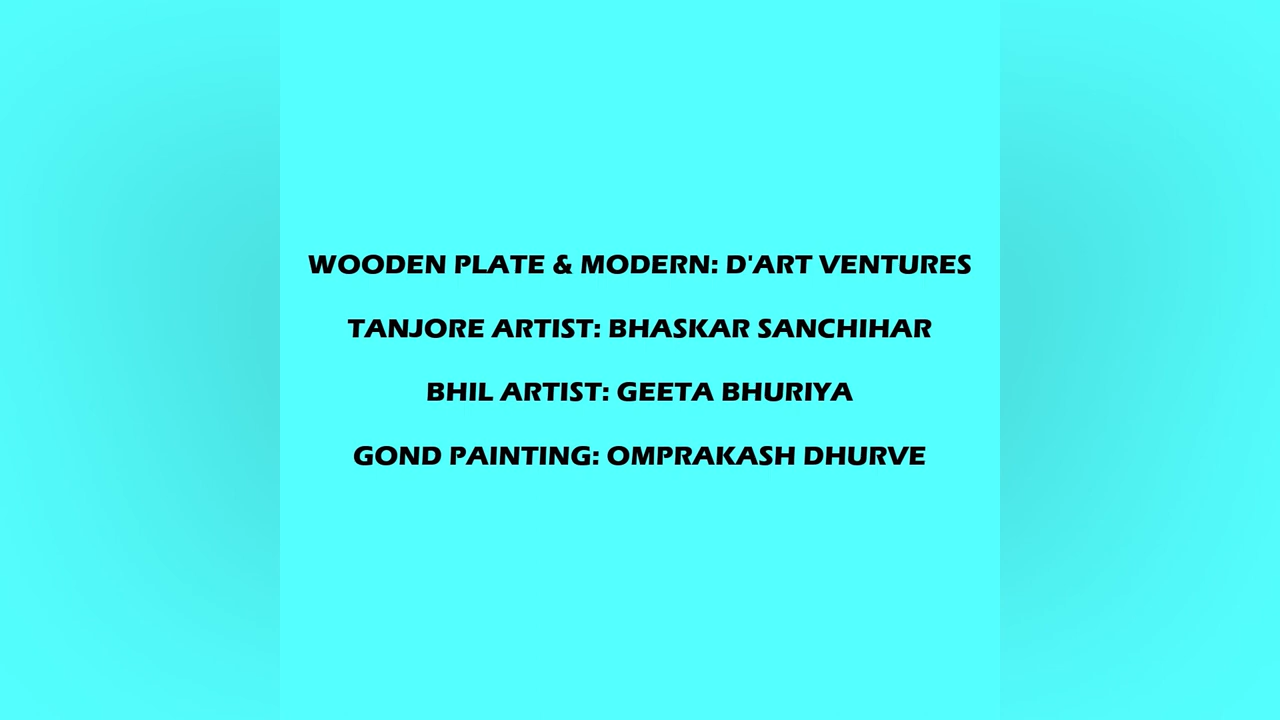 WOODEN PLATE & MODERN: D'ART VENTURES
TANJORE ARTIST: BHASKAR SANCHIHAR
BHIL ARTIST: GEETA BHURIYA
GOND PAINTING: OMPRAKASH DHURVE